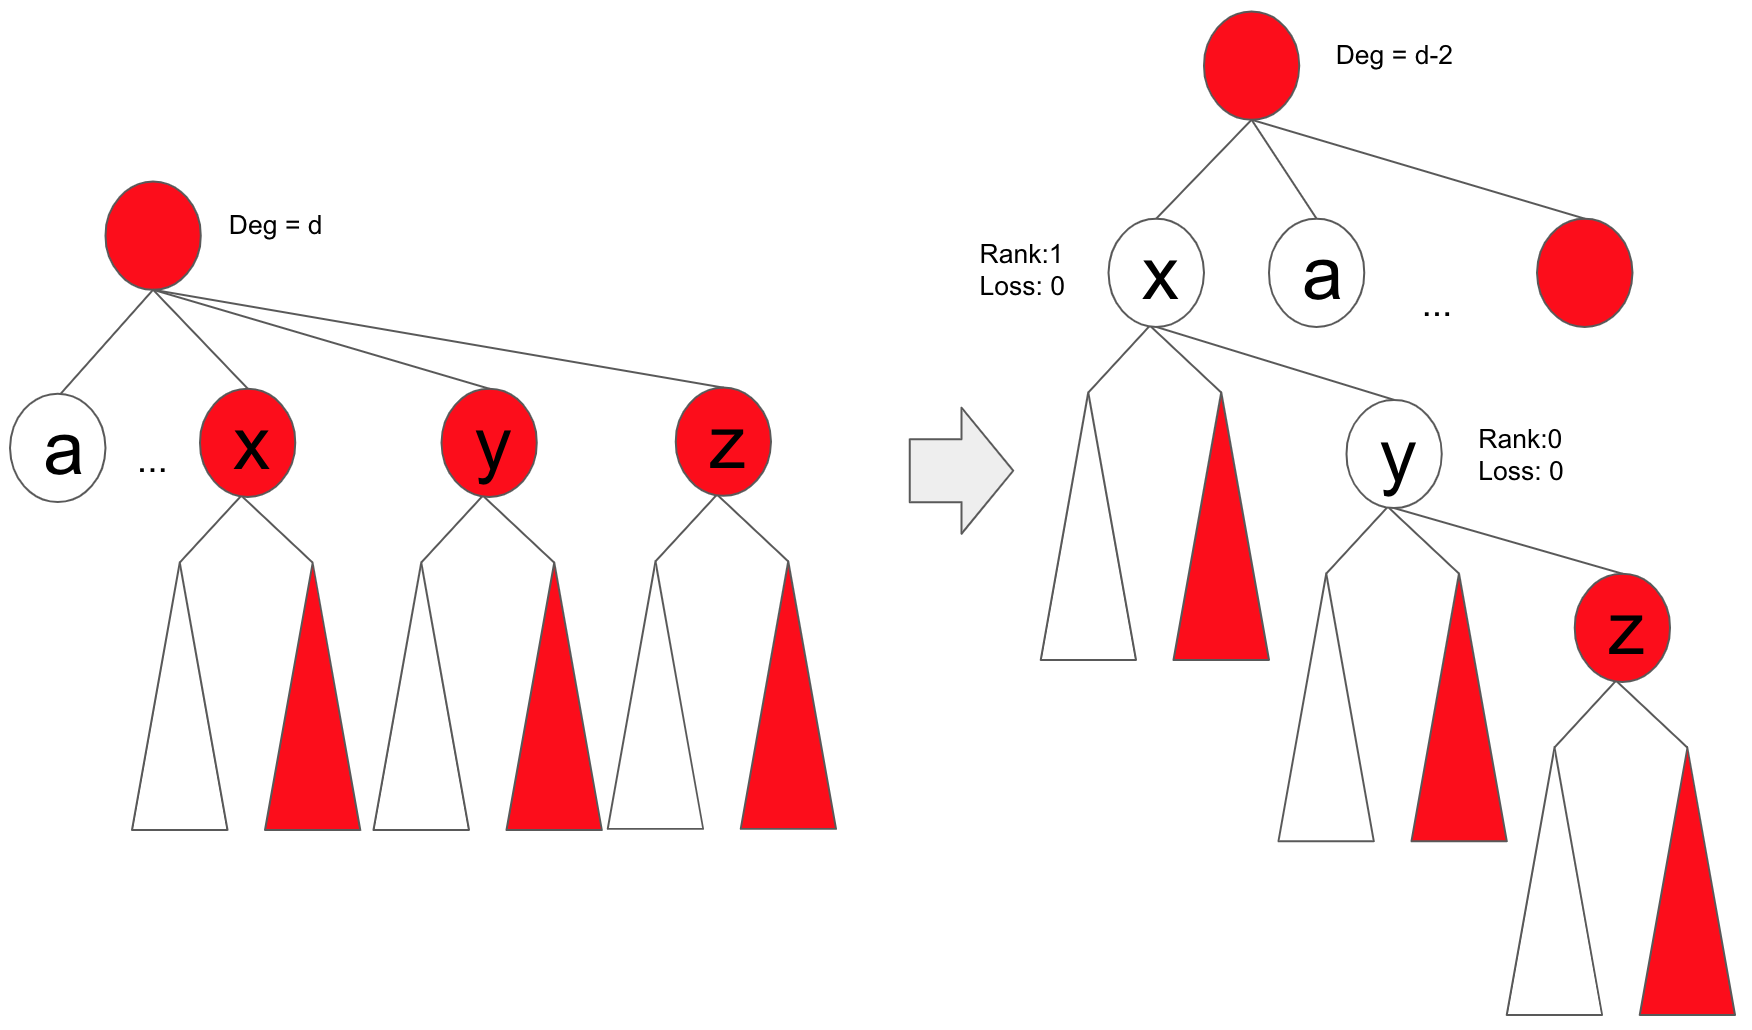 Deg = d
a
...
x
y
z
Deg = d-2
Rank:1
Loss: 0
x
a
...
y
Rank:0
Loss: 0
z